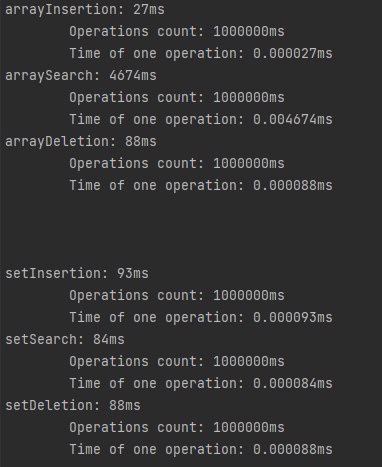 arrayInsertion: 27ms
Operations count: 1000000ms
Time of one operation: 0.000027ms
arraySearch: 4674ms
Operations count: 1000000ms
Time of one operation: 0.004674ms
arrayDeletion: 88ms
Operations count: 1000000ms
Time of one operation: 0.000088ms
setInsertion: 93ms
Operations count: 1000000ms
Time of one operation: 0.000093ms
setSearch: 84ms
Operations count: 1000000ms
Time of one operation: 0.000084ms
setDeletion: 88ms
Operations count: 1000000ms
Time of one operation: 0.000088ms